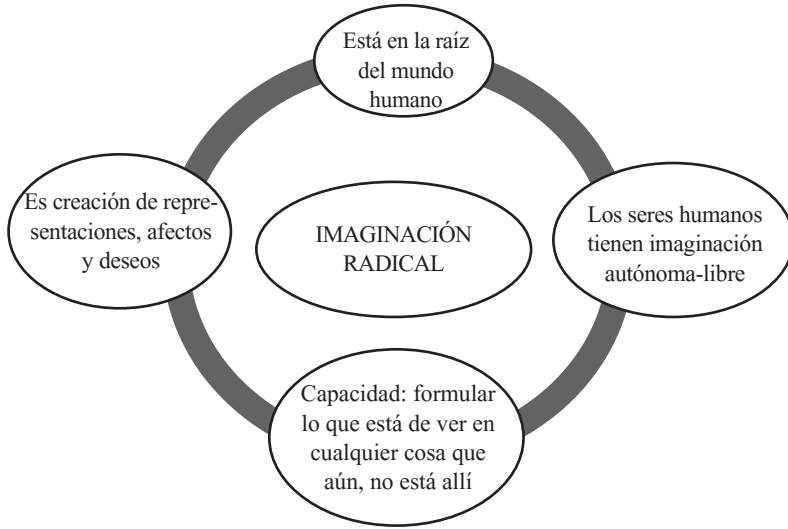 Está en la raíz
del mundo
humano
Es creación de repre-
sentaciones, afectos
y deseos
IMAGINACIÓN
RADICAL
Los seres humanos
tienen imaginación
autónoma-libre
Capacidad: formular
lo que está de ver en
cualquier cosa que
aún, no está allí